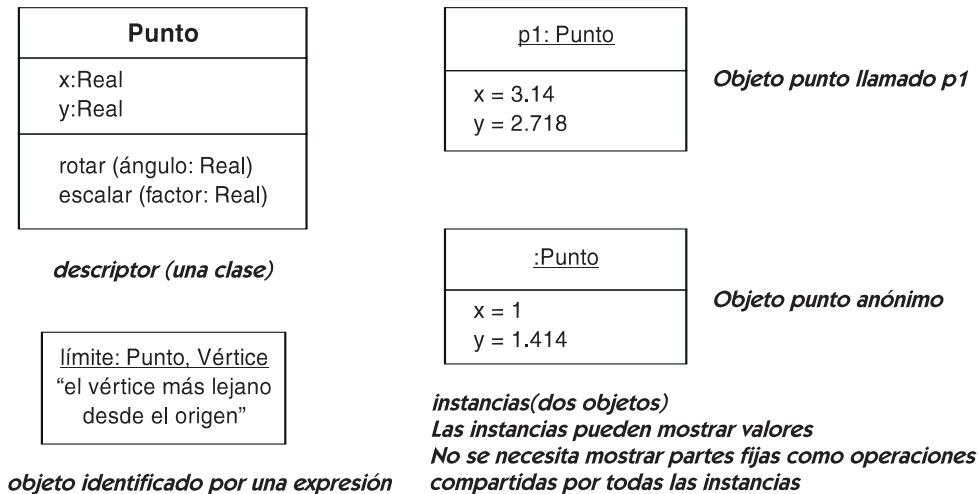 Punto
x:Real
y:Real
rotar (ángulo: Real)
escalar (factor: Real)
descriptor (una clase)
límite: Punto, Vértice
“el vértice más lejano
desde el origen”
objeto identificado por una expresión
p1: Punto
x = 3.14
y = 2.718
Objeto punto llamado p1
:Punto
x = 1
y = 1.414
Objeto punto anónimo
instancias(dos objetos)
Las instancias pueden mostrar valores
No se necesita mostrar partes fijas como operaciones
compartidas por todas las instancias